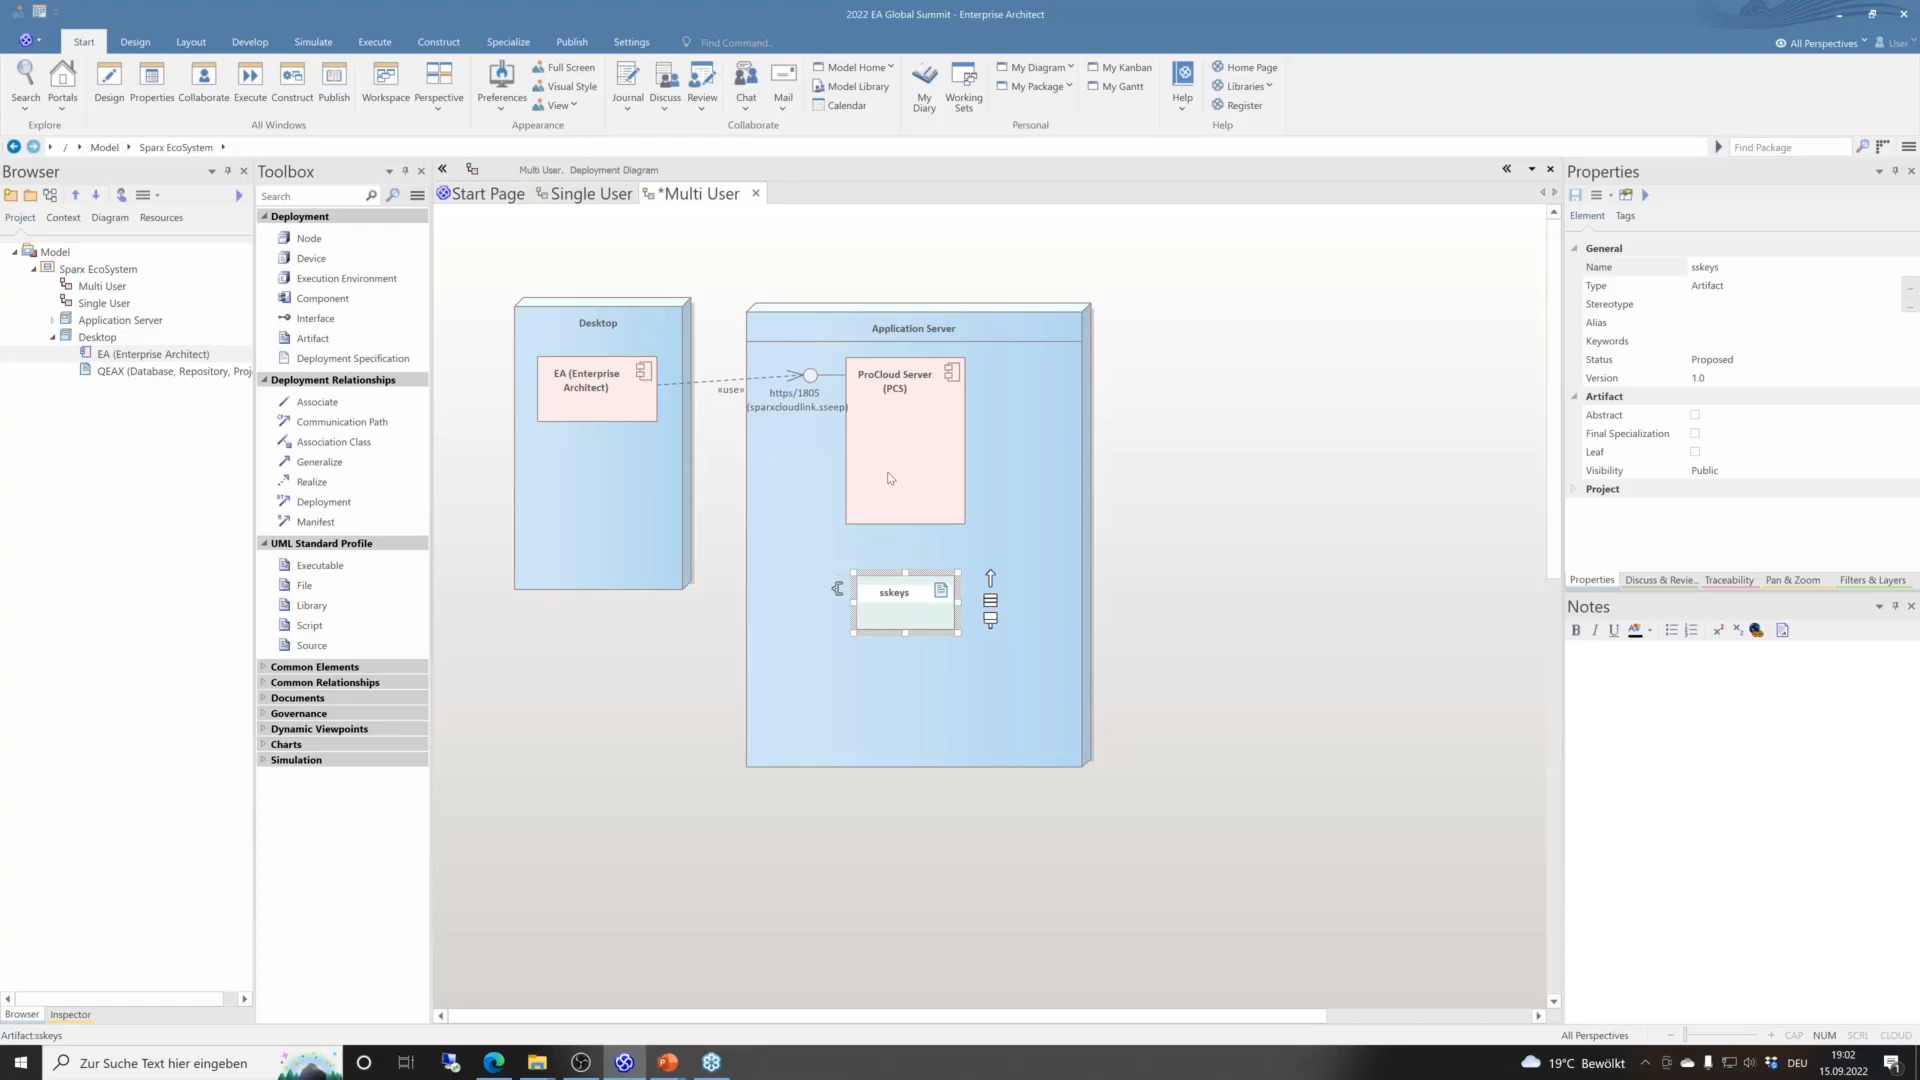 2022 EA Global Summit - Enterprise Architect
Start Design Layout Develop Simulate Execute Construct Specialize Publish Settings Find Command... All Perspectives User
Search Portals Design Properties Collaborate Execute Construct Publish Workspace Perspective Preferences Full Screen Visual Style View Journal Discuss Review Chat Mail Model Home Model Library Calendar My Diary Working Sets My Diagram My Package My Kanban My Gantt Help Home Page Libraries Register
Explore All Windows Appearance Collaborate Personal Help
/ Model Sparx EcoSystem Find Package
Browser
Project Context Diagram Resources
Model
Sparx EcoSystem
Multi User
Single User
Application Server
Desktop
EA (Enterprise Architect)
QEAX (Database, Repository, Proj
Browser Inspector
Toolbox
Search
Deployment
Node
Device
Execution Environment
Component
Interface
Artifact
Deployment Specification
Deployment Relationships
Associate
Communication Path
Association Class
Generalize
Realize
Deployment
Manifest
UML Standard Profile
Executable
File
Library
Script
Source
Common Elements
Common Relationships
Documents
Governance
Dynamic Viewpoints
Charts
Simulation
Multi User. Deployment Diagram
Start Page Single User *Multi User
Desktop
EA (Enterprise
Architect)
«use»
Application Server
https/1805
(sparxcloudlink.sseep)
ProCloud Server
(PCS)
sskeys
Properties
Element Tags
General
Name sskeys
Type Artifact
Stereotype
Alias
Keywords
Status Proposed
Version 1.0
Artifact
Abstract
Final Specialization
Leaf
Visibility Public
Project
Properties Discuss & Revie... Traceability Pan & Zoom Filters & Layers
Notes
B I U
Artifact:sskeys
All Perspectives CAP NUM SCRL CLOUD
Zur Suche Text hier eingeben
19°C Bewölkt DEU
19:02
15.09.2022